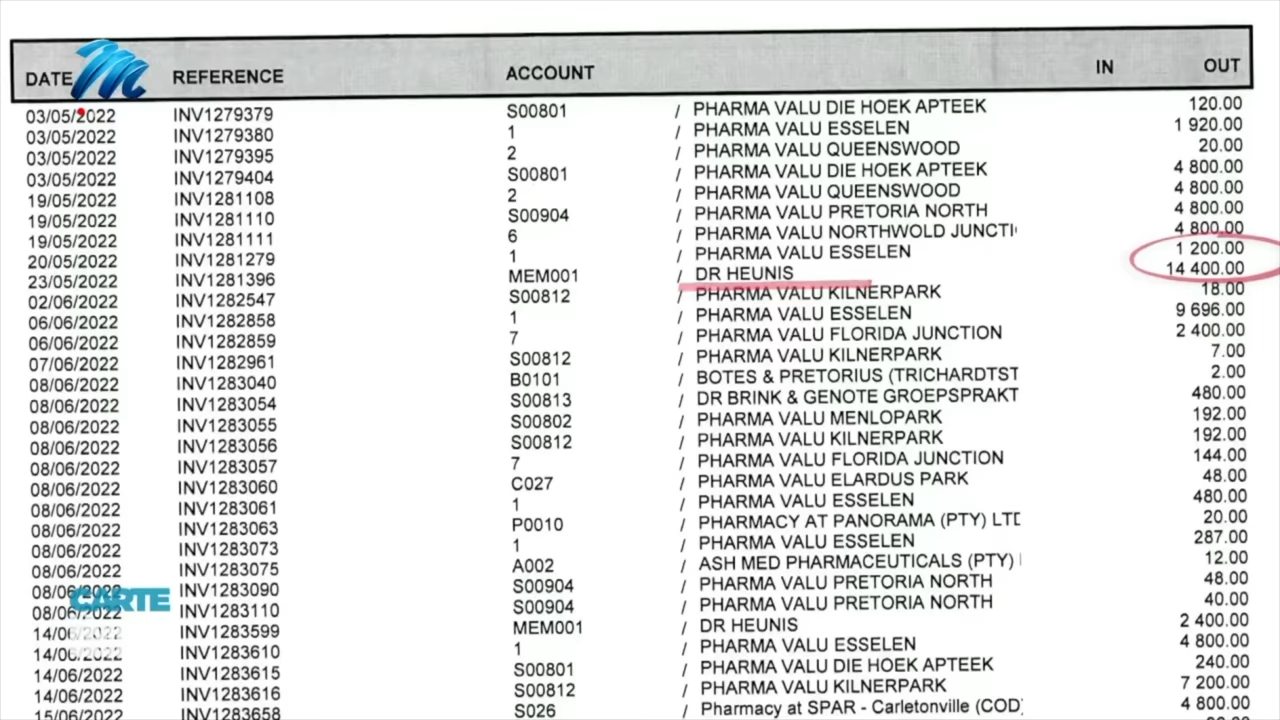 DATE REFERENCE ACCOUNT IN OUT
03/05/2022 INV1279379 S00801 / PHARMA VALU DIE HOEK APTEEK 120.00
03/05/2022 INV1279380 1 / PHARMA VALU ESSELEN 1 920.00
03/05/2022 INV1279395 2 / PHARMA VALU QUEENSWOOD 20.00
03/05/2022 INV1279404 S00801 / PHARMA VALU DIE HOEK APTEEK 4 800.00
19/05/2022 INV1281108 2 / PHARMA VALU QUEENSWOOD 4 800.00
19/05/2022 INV1281110 S00904 / PHARMA VALU PRETORIA NORTH 4 800.00
19/05/2022 INV1281111 6 / PHARMA VALU NORTHWOLD JUNCTI 4 800.00
20/05/2022 INV1281279 1 / PHARMA VALU ESSELEN 1 200.00
23/05/2022 INV1281396 MEM001 / DR HEUNIS 14 400.00
02/06/2022 INV1282547 S00812 / PHARMA VALU KILNERPARK 18.00
06/06/2022 INV1282858 1 / PHARMA VALU ESSELEN 9 696.00
06/06/2022 INV1282859 7 / PHARMA VALU FLORIDA JUNCTION 2 400.00
07/06/2022 INV1282961 S00812 / PHARMA VALU KILNERPARK 7.00
08/06/2022 INV1283040 B0101 / BOTES & PRETORIUS (TRICHARDTST 2.00
08/06/2022 INV1283054 S00813 / DR BRINK & GENOTE GROEPSPRAKT 480.00
08/06/2022 INV1283055 S00802 / PHARMA VALU MENLOPARK 192.00
08/06/2022 INV1283056 S00812 / PHARMA VALU KILNERPARK 192.00
08/06/2022 INV1283057 7 / PHARMA VALU FLORIDA JUNCTION 144.00
08/06/2022 INV1283060 C027 / PHARMA VALU ELARDUS PARK 48.00
08/06/2022 INV1283061 1 / PHARMA VALU ESSELEN 480.00
08/06/2022 INV1283063 P0010 / PHARMACY AT PANORAMA (PTY) LTD 20.00
08/06/2022 INV1283073 1 / PHARMA VALU ESSELEN 287.00
08/06/2022 INV1283075 A002 / ASH MED PHARMACEUTICALS (PTY) 12.00
08/06/2022 INV1283090 S00904 / PHARMA VALU PRETORIA NORTH 48.00
CARTE
08/06/2022 INV1283110 S00904 / PHARMA VALU PRETORIA NORTH 40.00
14/06/2022 INV1283599 MEM001 / DR HEUNIS 2 400.00
14/06/2022 INV1283610 1 / PHARMA VALU ESSELEN 4 800.00
14/06/2022 INV1283615 S00801 / PHARMA VALU DIE HOEK APTEEK 240.00
14/06/2022 INV1283616 S00812 / PHARMA VALU KILNERPARK 7 200.00
15/06/2022 INV1283658 S026 / Pharmacy at SPAR - Carletonville (COD) 4 800.00